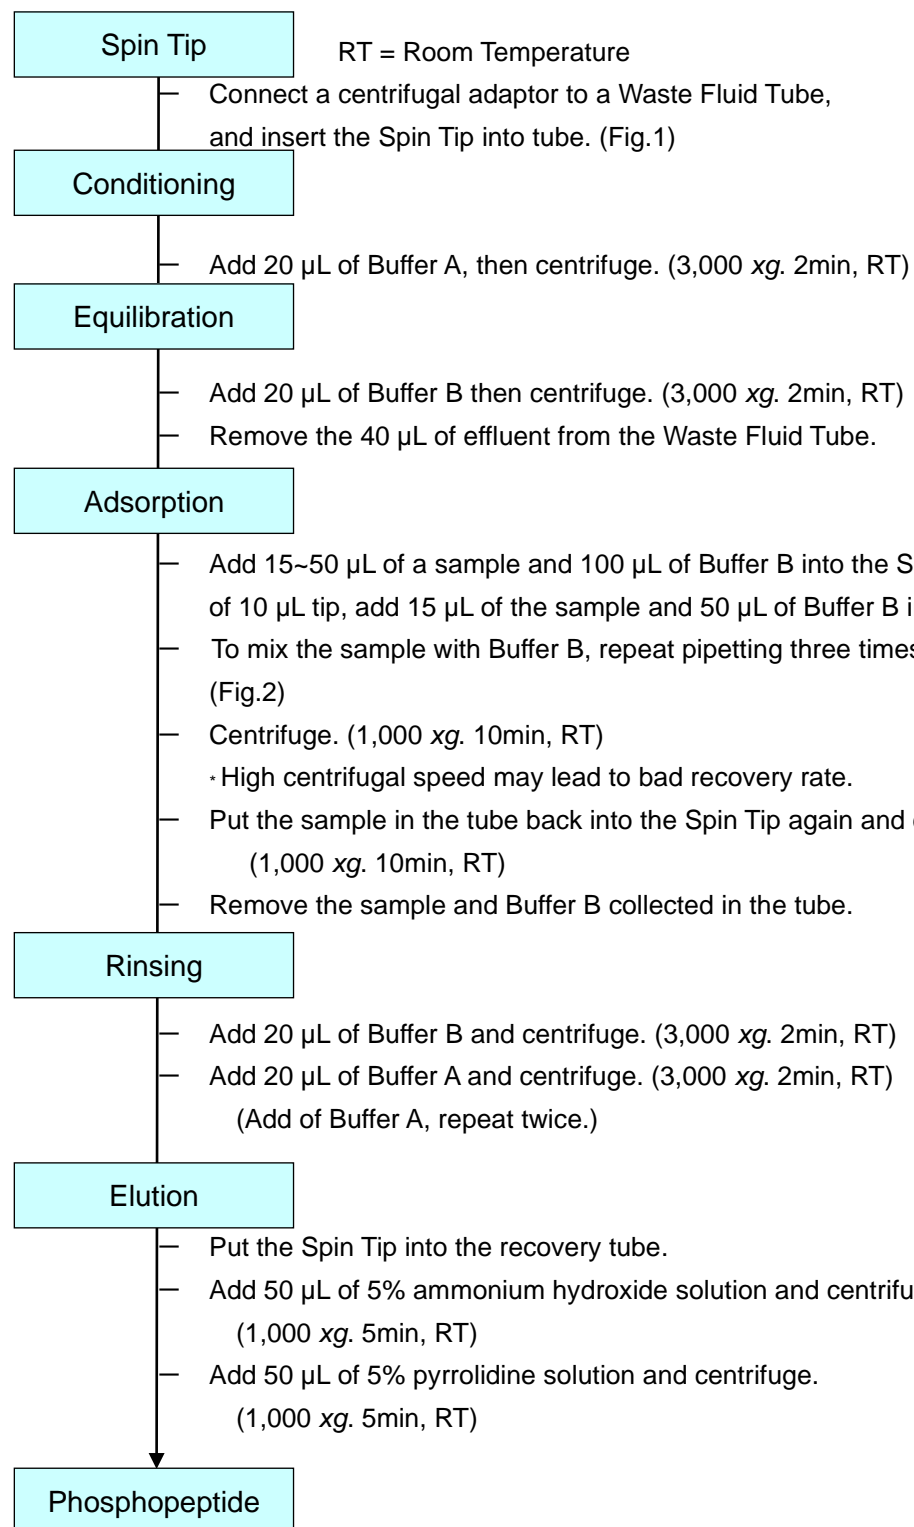 Spin Tip
RT = Room Temperature
Connect a centrifugal adaptor to a Waste Fluid Tube,
and insert the Spin Tip into tube. (Fig.1)
Conditioning
Add 20 µL of Buffer A, then centrifuge. (3,000 xg. 2min, RT)
Equilibration
Add 20 µL of Buffer B then centrifuge. (3,000 xg. 2min, RT)
Remove the 40 µL of effluent from the Waste Fluid Tube.
Adsorption
Add 15~50 µL of a sample and 100 µL of Buffer B into the
of 10 µL tip, add 15 µL of the sample and 50 µL of Buffer B
To mix the sample with Buffer B, repeat pipetting three times
(Fig.2)
Centrifuge. (1,000 xg. 10min, RT)
* High centrifugal speed may lead to bad recovery rate.
Put the sample in the tube back into the Spin Tip again and
(1,000 xg. 10min, RT)
Remove the sample and Buffer B collected in the tube.
Rinsing
Add 20 µL of Buffer B and centrifuge. (3,000 xg. 2min, RT)
Add 20 µL of Buffer A and centrifuge. (3,000 xg. 2min, RT)
(Add of Buffer A, repeat twice.)
Elution
Put the Spin Tip into the recovery tube.
Add 50 µL of 5% ammonium hydroxide solution and
(1,000 xg. 5min, RT)
Add 50 µL of 5% pyrrolidine solution and centrifuge.
(1,000 xg. 5min, RT)
Phosphopeptide